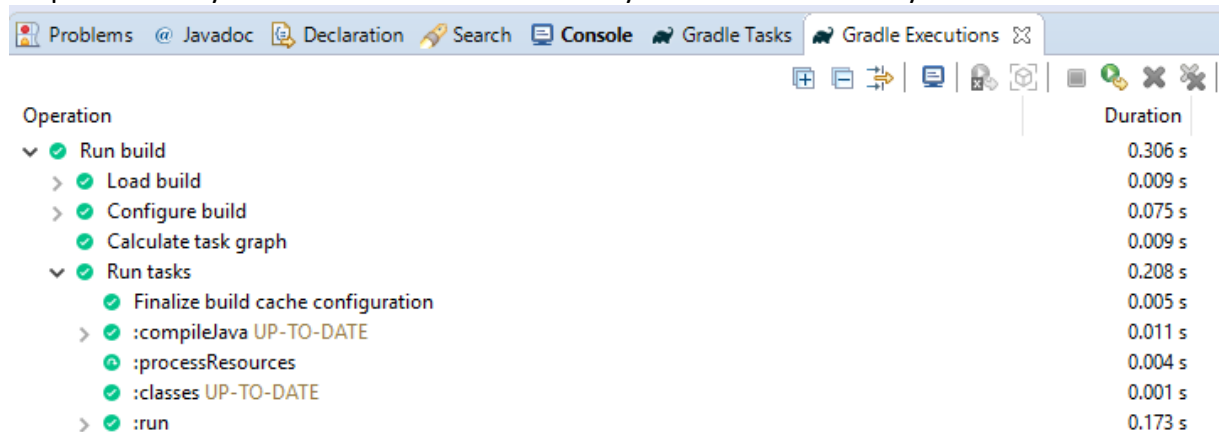 Problems @ Javadoc Declaration Search Console Gradle Tasks Gradle Executions
Operation Duration
Run build 0.306 s
Load build 0.009 s
Configure build 0.075 s
Calculate task graph 0.009 s
Run tasks 0.208 s
Finalize build cache configuration 0.005 s
:compileJava UP-TO-DATE 0.011 s
:processResources 0.004 s
:classes UP-TO-DATE 0.001 s
:run 0.173 s